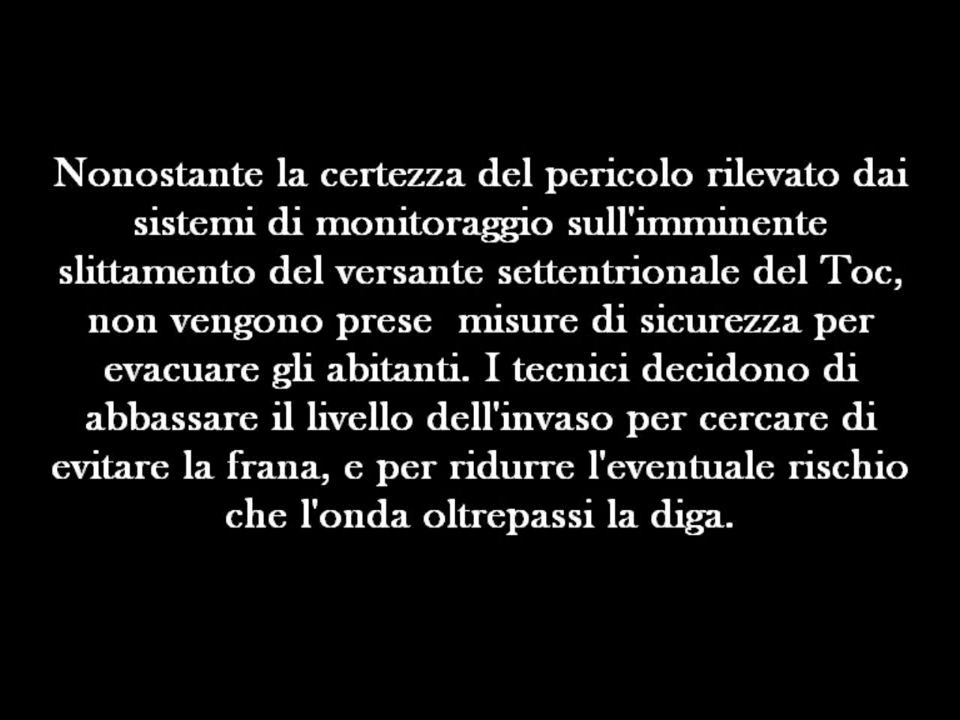 Nonostante la certezza del pericolo rilevato dai
sistemi di monitoraggio sull'imminente
slittamento del versante settentrionale del Toc,
non vengono prese  misure di sicurezza per
evacuare gli abitanti. I tecnici decidono di
abbassare il livello dell'invaso per cercare di
evitare la frana, e per ridurre l'eventuale rischio
che l'onda oltrepassi la diga.